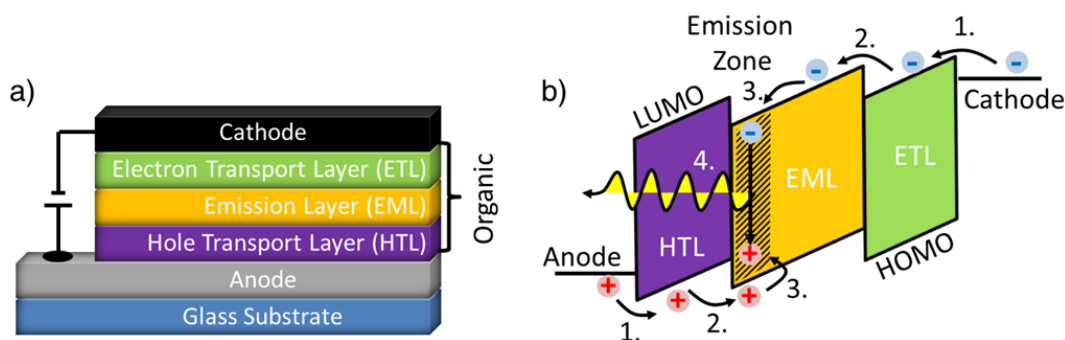 a)
Cathode
Electron Transport Layer (ETL)
Emission Layer (EML)
Hole Transport Layer (HTL)
Anode
Glass Substrate
Organic
b)
Emission
Zone
1.
2.
3.
Cathode
LUMO
4.
ETL
EML
HTL
HOMO
Anode
+
1.
+
2.
+
3.
+
-
-
-
-